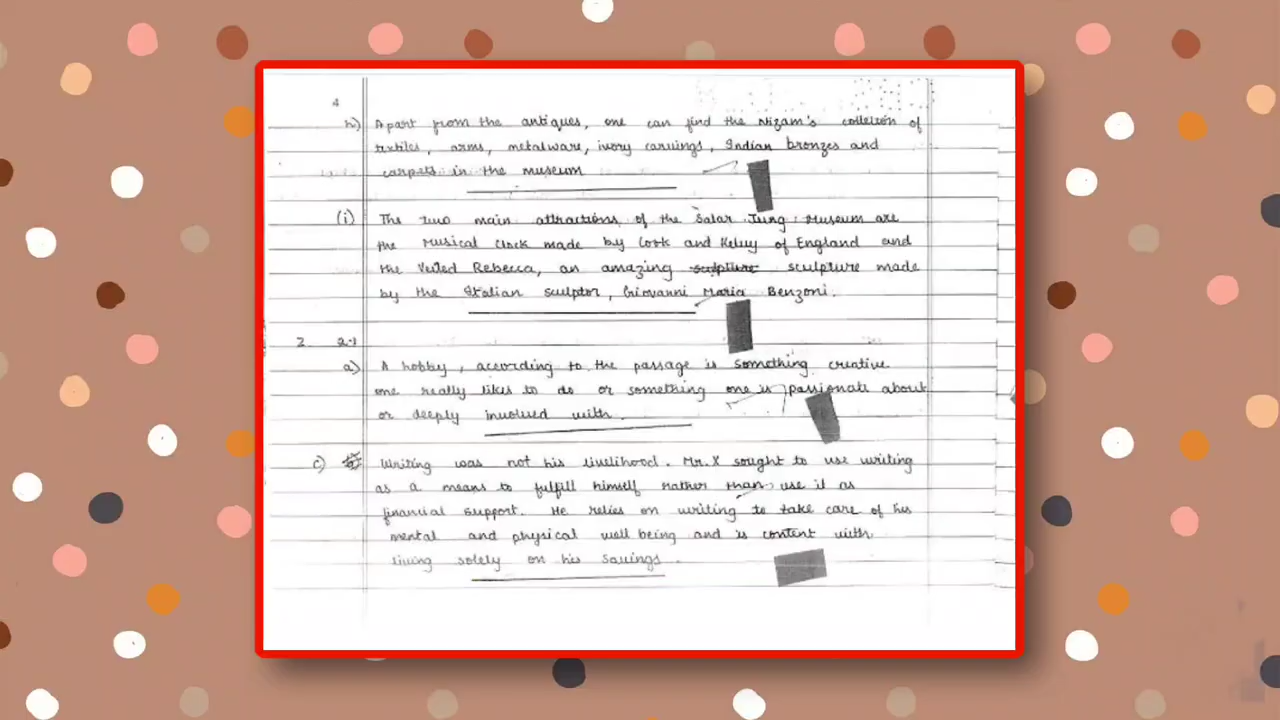 4
h) Apart from the antiques, one can find the Nizam's collection of
textiles, arms, metalware, ivory carvings, Indian bronzes and
carpets in the museum
(i) The two main attractions of the Salar Jung Museum are
the Musical Clock made by Cook and Kelvy of England and
the Veiled Rebecca, an amazing sculpture sculpture made
by the Italian sculptor, Giovanni Maria Benzoni.
2
a) A hobby, according to the passage is something creative
one really likes to do or something one is passionate about
or deeply involved with.
c) Writing was not his livelihood. Mr. X sought to use writing
as a means to fulfill himself rather than use it as
financial support. He relies on writing to take care of his
mental and physical well being and is content with
living solely on his savings.